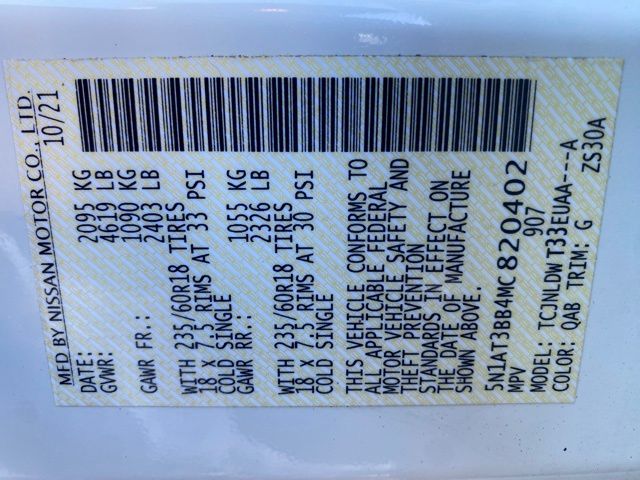 MFD BY NISSAN MOTOR CO., LTD.
DATE: 10/21
GVWR: 2095 KG
4619 LB
GAWR FR.: 1090 KG
2403 LB
WITH 235/60R18 TIRES
18 X 7.5 RIMS AT 33 PSI
COLD SINGLE
GAWR RR.: 1055 KG
2326 LB
WITH 235/60R18 TIRES
18 X 7.5 RIMS AT 30 PSI
COLD SINGLE
THIS VEHICLE CONFORMS TO
ALL APPLICABLE FEDERAL
MOTOR VEHICLE SAFETY AND
THEFT PREVENTION
STANDARDS IN EFFECT ON
THE DATE OF MANUFACTURE
SHOWN ABOVE.
5N1AT3BB4MC820402
MPV 907
MODEL: TCJNLDWT33EUAA---A
COLOR: QAB TRIM: G ZS30A